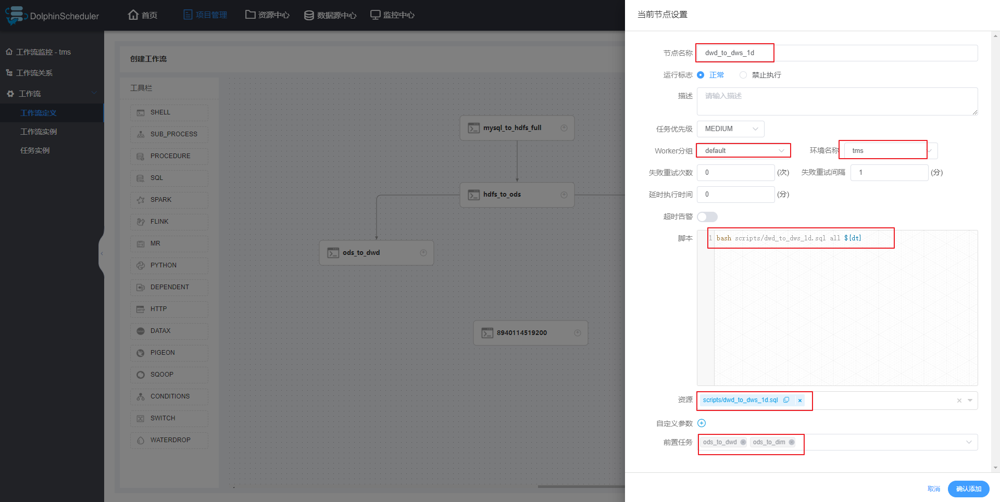 DolphinScheduler
首页
项目管理
资源中心
数据源中心
监控中心
工作流监控 - tms
工作流关系
工作流
工作流定义
工作流实例
任务实例
创建工作流
工具栏
SHELL
SUB_PROCESS
PROCEDURE
SQL
SPARK
FLINK
MR
PYTHON
DEPENDENT
HTTP
DATAX
PIGEON
SQOOP
CONDITIONS
SWITCH
WATERDROP
mysql_to_hdfs_full
hdfs_to_ods
ods_to_dwd
8940114519200
当前节点设置
节点名称 dwd_to_dws_1d
运行标志 正常 禁止执行
描述 请输入描述
任务优先级 MEDIUM
Worker分组 default 环境名称 tms
失败重试次数 0 (次) 失败重试间隔 1 (分)
延时执行时间 0 (分)
超时告警
脚本 1 bash scripts/dwd_to_dws_1d.sql all ${dt}
资源 scripts/dwd_to_dws_1d.sql
自定义参数
前置任务 ods_to_dwd ods_to_dim
取消 确认添加